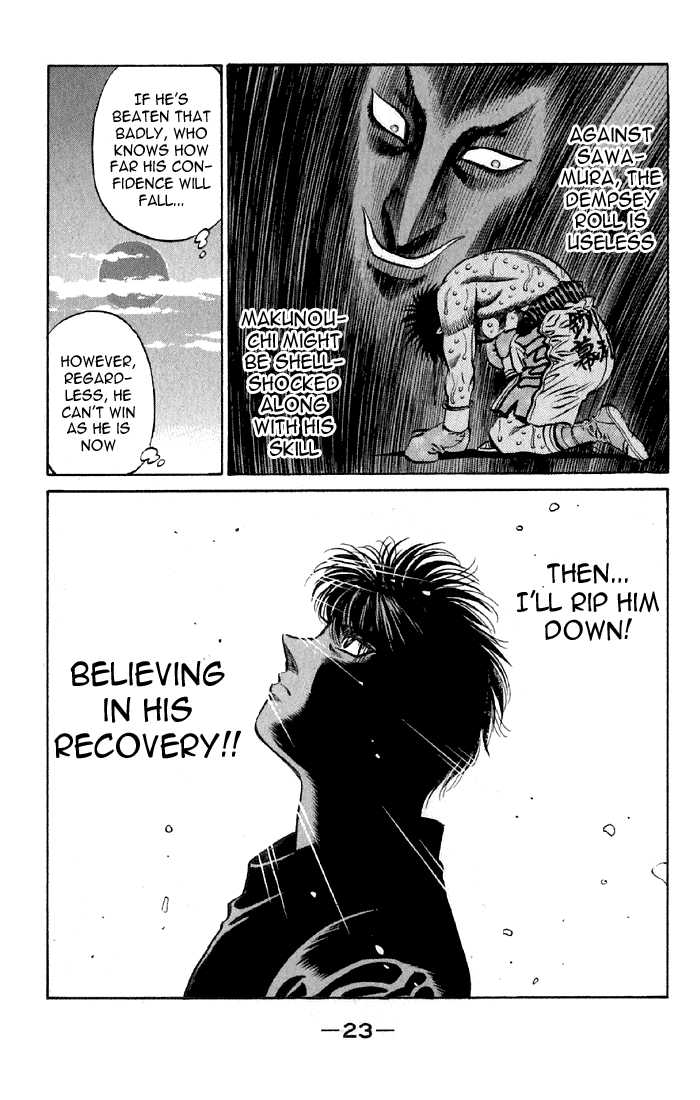 AGAINST
SAWA-
MURA, THE
DEMPSEY
ROLL IS
USELESS
MAKUNOU-
CHI MIGHT
BE SHELL-
SHOCKED
ALONG
WITH HIS
SKILL
IF HE'S
BEATEN THAT
BADLY, WHO
KNOWS HOW
FAR HIS CON-
FIDENCE WILL
FALL...
HOWEVER,
REGARD-
LESS, HE
CAN'T WIN
AS HE IS
NOW
THEN...
I'LL RIP HIM
DOWN!
BELIEVING
IN HIS
RECOVERY!!
—23—